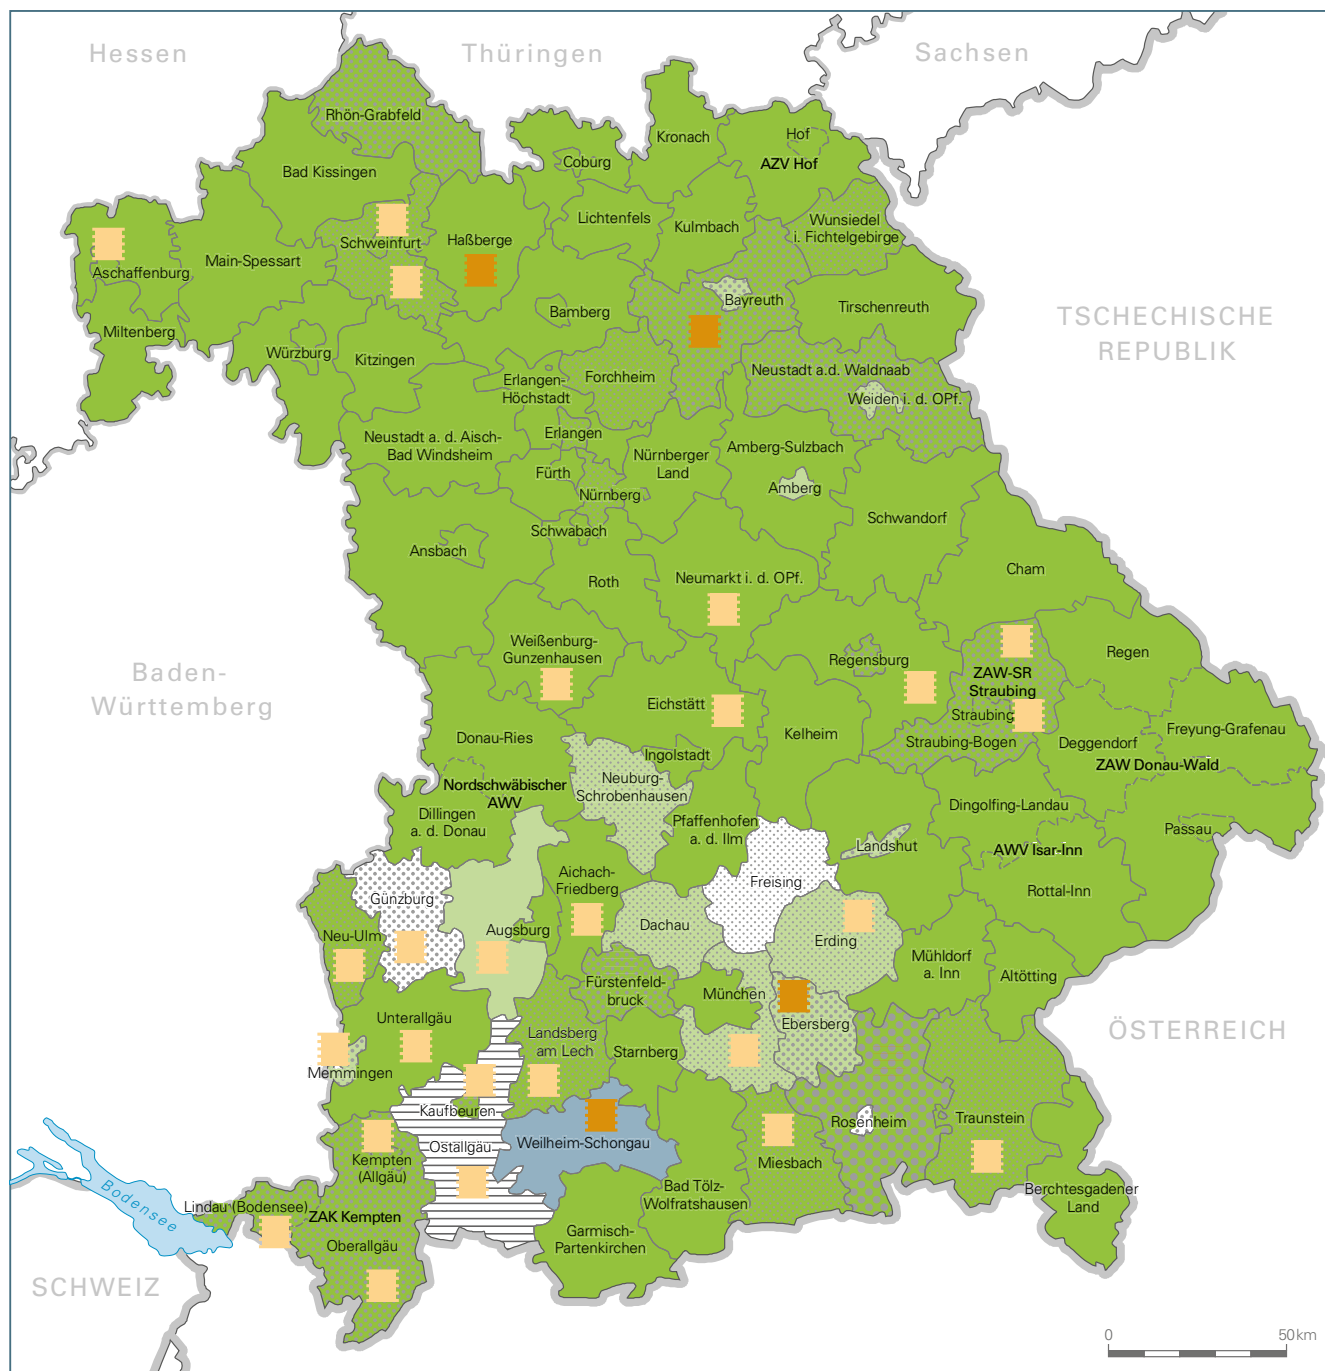 Hessen
Thüringen
Sachsen
Rhön-Grabfeld
Kronach
Hof
AZV Hof
Coburg
Bad Kissingen
Lichtenfels
Kulmbach
Wunsiedel
i. Fichtelgebirge
Schweinfurt
Haßberge
Main-Spessart
Aschaffenburg
Bayreuth
Tirschenreuth
Bamberg
TSCHECHISCHE
REPUBLIK
Miltenberg
Würzburg
Kitzingen
Forchheim
Neustadt a.d. Waldnaab
Erlangen-
Höchstadt
Weiden i. d. OPf.
Neustadt a. d. Aisch-
Bad Windsheim
Erlangen
Nürnberger
Land
Amberg-Sulzbach
Fürth
Nürnberg
Amberg
Schwandorf
Schwabach
Ansbach
Roth
Neumarkt i. d. OPf.
Cham
Weißenburg-
Gunzenhausen
Regensburg
Regen
ZAW-SR
Straubing
Baden-
Württemberg
Eichstätt
Straubing
Kelheim
Straubing-Bogen
Deggendorf
Freyung-Grafenau
Donau-Ries
Ingolstadt
ZAW Donau-Wald
Nordschwäbischer
AWV
Neuburg-
Schrobenhausen
Dingolfing-Landau
Dillingen
a. d. Donau
Pfaffenhofen
a. d. Ilm
Passau
Landshut
AWV Isar-Inn
Rottal-Inn
Aichach-
Friedberg
Freising
Günzburg
Dachau
Augsburg
Neu-Ulm
Erding
Mühldorf
a. Inn
Altötting
Fürstenfeld-
bruck
München
Ebersberg
Unterallgäu
Landsberg
am Lech
Starnberg
ÖSTERREICH
Memmingen
Kaufbeuren
Ostallgäu
Weilheim-Schongau
Rosenheim
Traunstein
Kempten
(Allgäu)
Miesbach
Bad Tölz-
Wolfratshausen
Berchtesgadener
Land
Bodensee
Lindau (Bodensee)
ZAK Kempten
Oberallgäu
Garmisch-
Partenkirchen
SCHWEIZ
0
50 km